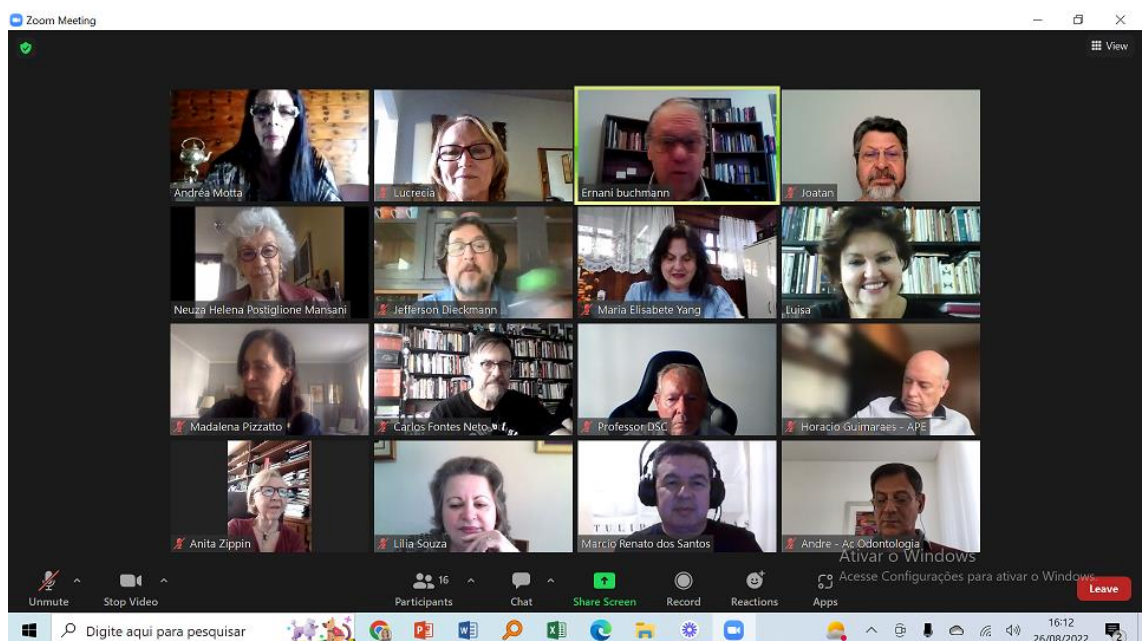 Zoom Meeting
View
Andréa Motta
Lucrecia
Ernani buchmann
Joatan
Neuza Helena Postiglione Mansani
Jefferson Dieckmann
Maria Elisabete Yang
Luisa
Madalena Pizzatto
Carlos Fontes Neto
Professor DSC
Horacio Guimaraes - APE
TULIP
Anita Zippin
Lilia Souza
Marcio Renato dos Santos
Andre - Ac Odontologia
Ativar o Windows
Acesse Configurações para ativar o Windows.
16
Unmute
Stop Video
Participants
Chat
Share Screen
Record
Reactions
Apps
Leave
Digite aqui para pesquisar
16:12
26/08/2022
2